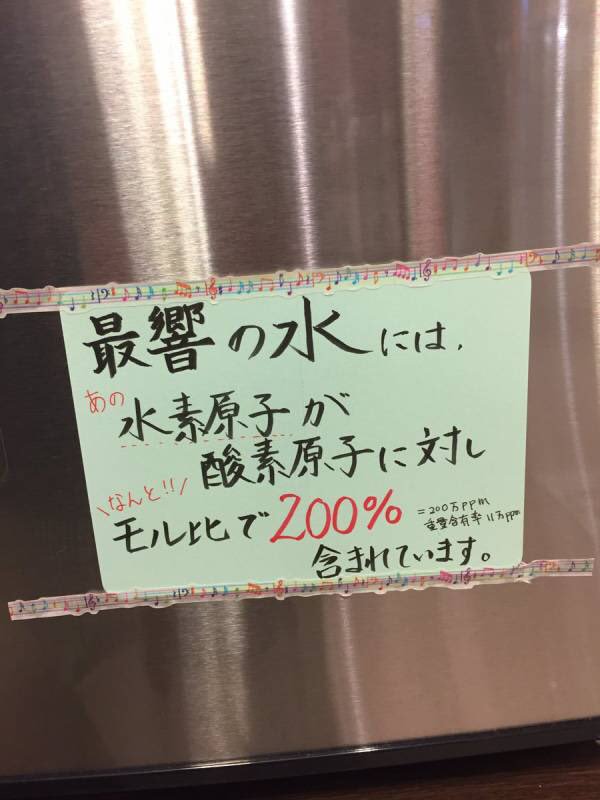 最響の水には,
あの
水素原子が
酸素原子に対し
\なんと!!/
モル比で200%
=200万ppm
重量含有率11万ppm
含まれています。